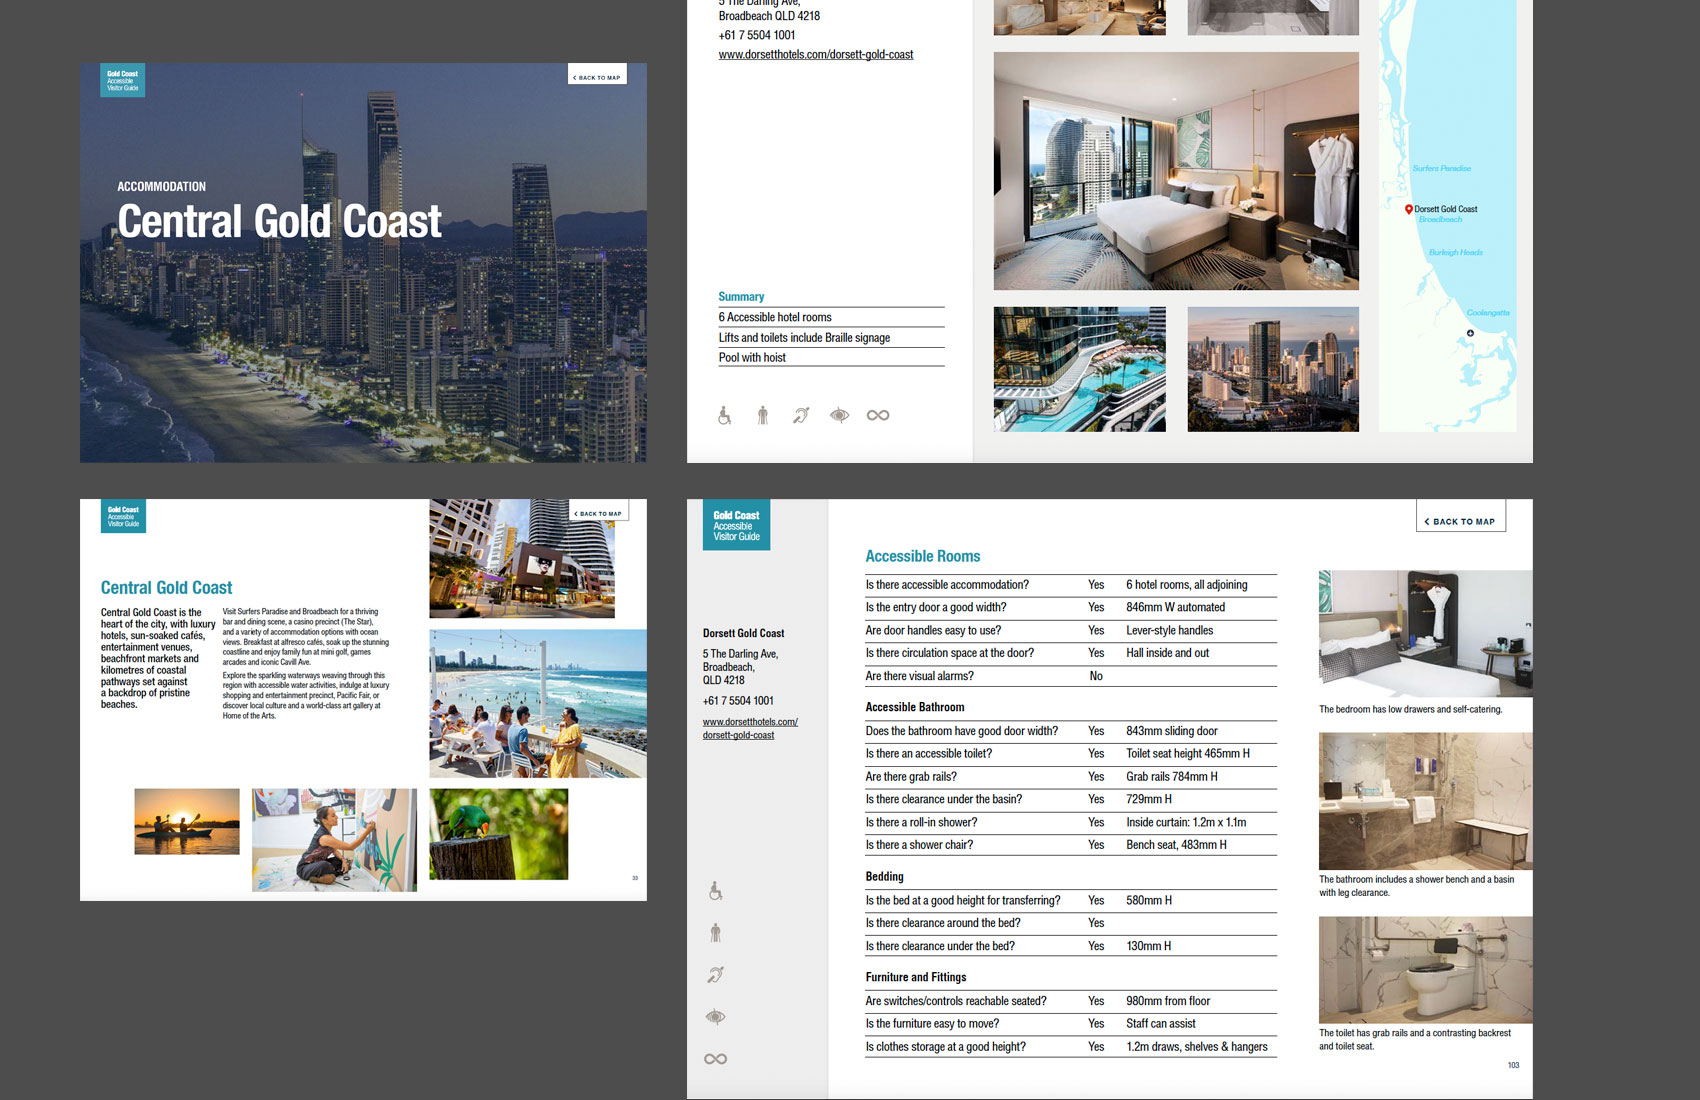 Gold Coast
Accessible
Visitor Guide
BACK TO MAP
ACCOMMODATION
Central Gold Coast
5 The Darling Ave,
Broadbeach QLD 4218
+61 7 5504 1001
www.dorsetthotels.com/dorsett-gold-coast
Summary
6 Accessible hotel rooms
Lifts and toilets include Braille signage
Pool with hoist
Surfers Paradise
Dorsett Gold Coast
Broadbeach
Burleigh Heads
Coolangatta
Gold Coast
Accessible
Visitor Guide
BACK TO MAP
Central Gold Coast
Central Gold Coast is the
heart of the city, with luxury
hotels, sun-soaked cafés,
entertainment venues,
beachfront markets and
kilometres of coastal
pathways set against
a backdrop of pristine
beaches.
Visit Surfers Paradise and Broadbeach for a thriving
bar and dining scene, a casino precinct (The Star),
and a variety of accommodation options with ocean
views. Breakfast at alfresco cafés, soak up the stunning
coastline and enjoy family fun at mini golf, games
arcades and iconic Cavill Ave.
Explore the sparkling waterways weaving through this
region with accessible water activities, indulge at luxury
shopping and entertainment precinct, Pacific Fair, or
discover local culture and a world-class art gallery at
Home of the Arts.
33
Gold Coast
Accessible
Visitor Guide
BACK TO MAP
Dorsett Gold Coast
5 The Darling Ave,
Broadbeach,
QLD 4218
+61 7 5504 1001
www.dorsetthotels.com/
dorsett-gold-coast
Accessible Rooms
Is there accessible accommodation? Yes 6 hotel rooms, all adjoining
Is the entry door a good width? Yes 846mm W automated
Are door handles easy to use? Yes Lever-style handles
Is there circulation space at the door? Yes Hall inside and out
Are there visual alarms? No
Accessible Bathroom
Does the bathroom have good door width? Yes 843mm sliding door
Is there an accessible toilet? Yes Toilet seat height 465mm H
Are there grab rails? Yes Grab rails 784mm H
Is there clearance under the basin? Yes 729mm H
Is there a roll-in shower? Yes Inside curtain: 1.2m x 1.1m
Is there a shower chair? Yes Bench seat, 483mm H
Bedding
Is the bed at a good height for transferring? Yes 580mm H
Is there clearance around the bed? Yes
Is there clearance under the bed? Yes 130mm H
Furniture and Fittings
Are switches/controls reachable seated? Yes 980mm from floor
Is the furniture easy to move? Yes Staff can assist
Is clothes storage at a good height? Yes 1.2m draws, shelves & hangers
The bedroom has low drawers and self-catering.
The bathroom includes a shower bench and a basin
with leg clearance.
The toilet has grab rails and a contrasting backrest
and toilet seat.
103